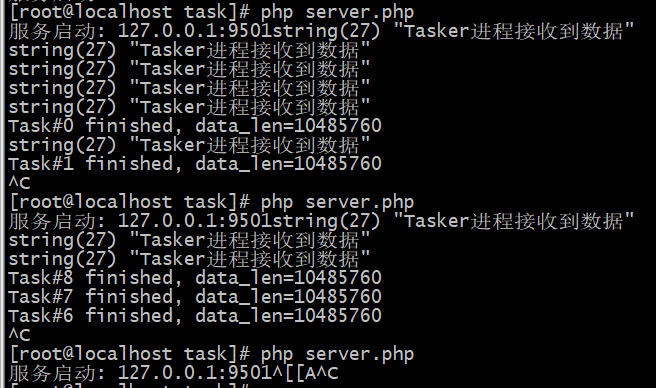 [root@localhost task]# php server.php
服务启动: 127.0.0.1:9501string(27) "Tasker进程接收到数据"
string(27) "Tasker进程接收到数据"
string(27) "Tasker进程接收到数据"
string(27) "Tasker进程接收到数据"
string(27) "Tasker进程接收到数据"
Task#0 finished, data_len=10485760
string(27) "Tasker进程接收到数据"
Task#1 finished, data_len=10485760
^C
[root@localhost task]# php server.php
服务启动: 127.0.0.1:9501string(27) "Tasker进程接收到数据"
string(27) "Tasker进程接收到数据"
string(27) "Tasker进程接收到数据"
Task#8 finished, data_len=10485760
Task#7 finished, data_len=10485760
Task#6 finished, data_len=10485760
^C
[root@localhost task]# php server.php
服务启动: 127.0.0.1:9501^[[A^C